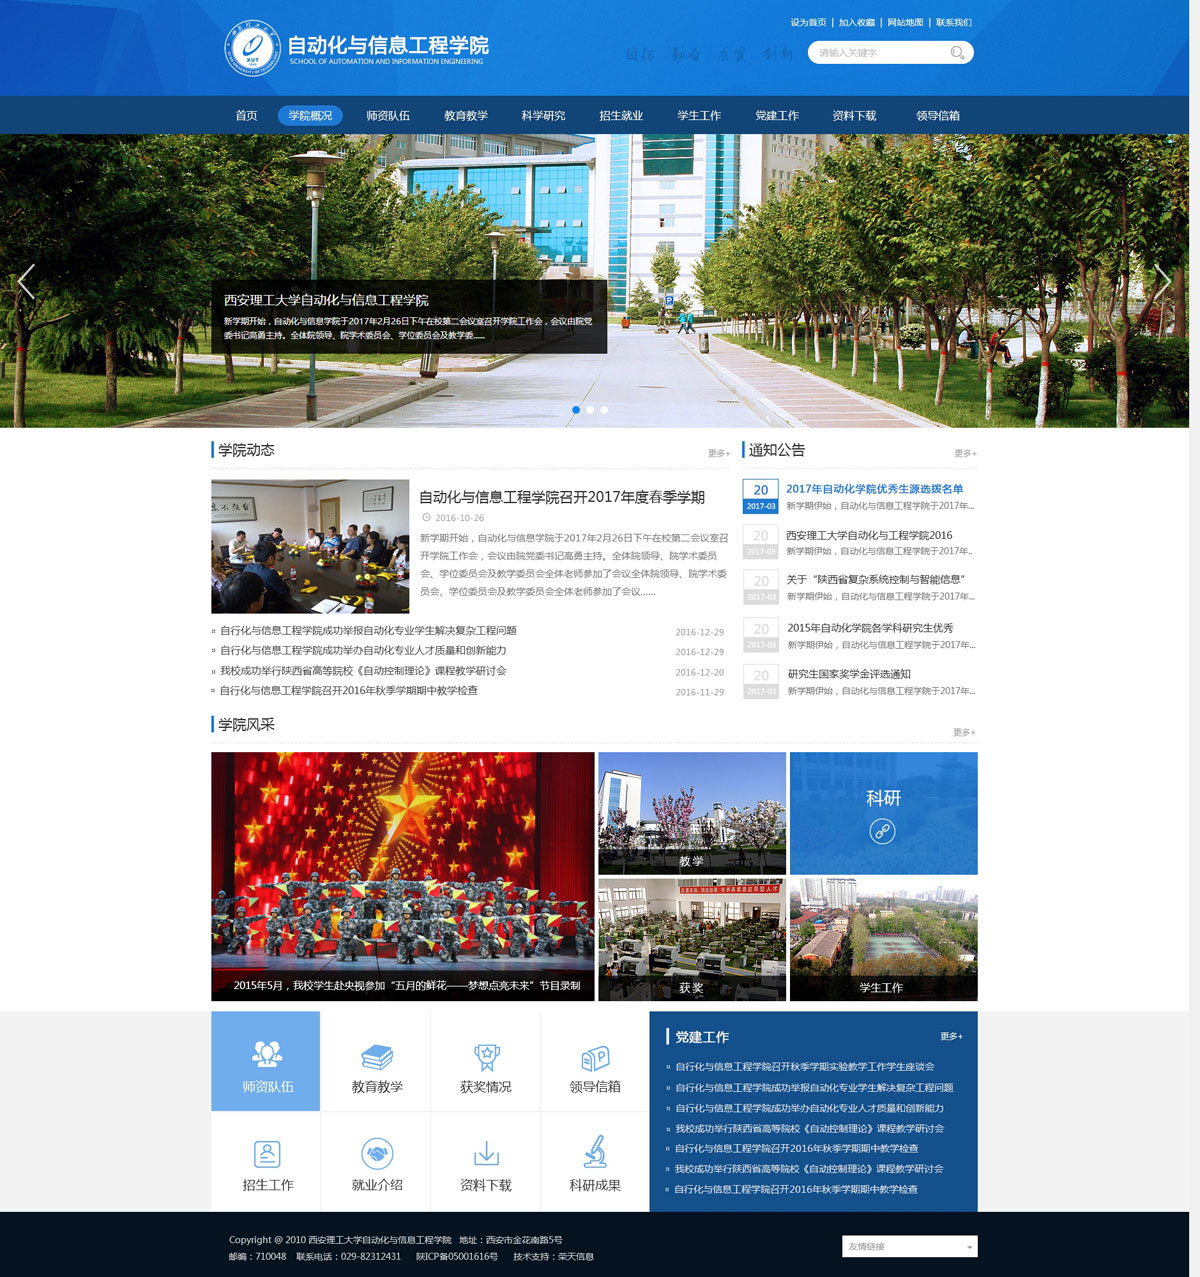 设为首页 | 加入收藏 | 网站地图 | 联系我们
自动化与信息工程学院
SCHOOL OF AUTOMATION AND INFORMATION ENGINEERING
XUT
请输入关键字
首页 学院概况 师资队伍 教育教学 科学研究 招生就业 学生工作 党建工作 资料下载 领导信箱
西安理工大学自动化与信息工程学院
新学期开始，自动化与信息学院于2017年2月26日下午在校第二会议室召开学院工作会，会议由院党
委书记高勇主持。全体院领导、院学术委员会、学位委员会及教学委......
学院动态
更多+
自动化与信息工程学院召开2017年度春季学期
2016-10-26
新学期开始，自动化与信息学院于2017年2月26日下午在校第二会议室召
开学院工作会，会议由院党委书记高勇主持。全体院领导、院学术委员
会、学位委员会及教学委员会全体老师参加了会议全体院领导、院学术委
员会、学位委员会及教学委员会全体老师参加了会议......
自行化与信息工程学院成功举报自动化专业学生解决复杂工程问题 2016-12-29
自行化与信息工程学院成功举办自动化专业人才质量和创新能力 2016-12-29
我校成功举行陕西省高等院校《自动控制理论》课程教学研讨会 2016-12-20
自行化与信息工程学院召开2016年秋季学期期中教学检查 2016-11-29
通知公告
更多+
20
2017-03
2017年自动化学院优秀生源选拨名单
新学期伊始，自动化与信息工程学院于2017年...
20
2017-03
西安理工大学自动化与工程学院2016
新学期伊始，自动化与信息工程学院于2017年..
20
2017-03
关于“陕西省复杂系统控制与智能信息”
新学期伊始，自动化与信息工程学院于2017年...
20
2017-03
2015年自动化学院各学科研究生优秀
新学期伊始，自动化与信息工程学院于2017年...
20
2017-03
研究生国家奖学金评选通知
新学期伊始，自动化与信息工程学院于2017年...
学院风采
更多+
2015年5月，我校学生赴央视参加“五月的鲜花——梦想点亮未来”节目录制
教学
科研
获奖
学生工作
师资队伍
教育教学
获奖情况
领导信箱
招生工作
就业介绍
资料下载
科研成果
党建工作
更多+
自行化与信息工程学院召开秋季学期实验教学工作学生座谈会
自行化与信息工程学院成功举报自动化专业学生解决复杂工程问题
自行化与信息工程学院成功举办自动化专业人才质量和创新能力
我校成功举行陕西省高等院校《自动控制理论》课程教学研讨会
自行化与信息工程学院召开2016年秋季学期期中教学检查
我校成功举行陕西省高等院校《自动控制理论》课程教学研讨会
自行化与信息工程学院召开2016年秋季学期期中教学检查
Copyright @ 2010 西安理工大学自动化与信息工程学院 地址：西安市金花南路5号
邮编：710048 联系电话：029-82312431 陕ICP备05001616号 技术支持：荣天信息
友情链接